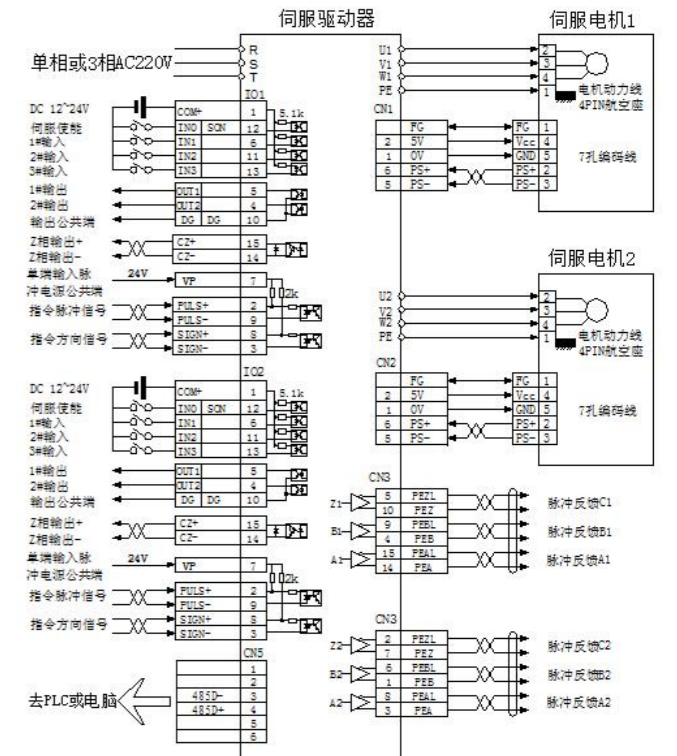 伺服驱动器
伺服电机1
单相或3相AC220V
R
S
T
IO1
DC 12~24V
COM+ 1 5.1k
伺服使能 IN0 SON 12
1#输入 IN1 6
2#输入 IN2 11
3#输入 IN3 13
1#输出 OUT1 5
2#输出 OUT2 4
输出公共端 DG DG 10
Z相输出+ CZ+ 15
Z相输出- CZ- 14
单端输入脉
冲电源公共端
24V VP 7
2k
指令脉冲信号 PULS+ 2
PULS- 9
指令方向信号 SIGN+ 8
SIGN- 3
IO2
DC 12~24V
COM+ 1 5.1k
伺服使能 IN0 SON 12
1#输入 IN1 6
2#输入 IN2 11
3#输入 IN3 13
1#输出 OUT1 5
2#输出 OUT2 4
输出公共端 DG DG 10
Z相输出+ CZ+ 15
Z相输出- CZ- 14
单端输入脉
冲电源公共端
24V VP 7
2k
指令脉冲信号 PULS+ 2
PULS- 9
指令方向信号 SIGN+ 8
SIGN- 3
CN5
1
2
485D- 3
485D+ 4
5
6
去PLC或电脑
U1 2
V1 3
W1 4
PE 1
电机动力线
4PIN航空座
CN1
FG FG 1
2 5V Vcc 4
1 0V GND 5
6 PS+ PS+ 2
5 PS- PS- 3
7孔编码线
伺服电机2
U2 2
V2 3
W2 4
PE 1
电机动力线
4PIN航空座
CN2
FG FG 1
2 5V Vcc 4
1 0V GND 5
6 PS+ PS+ 2
5 PS- PS- 3
7孔编码线
CN3
Z1 5 PEZL
10 PEZ
脉冲反馈C1
B1 9 PEBL
4 PEB
脉冲反馈B1
A1 15 PEAL
14 PEA
脉冲反馈A1
CN3
Z2 2 PEZL
7 PEZ
脉冲反馈C2
B2 6 PEBL
1 PEB
脉冲反馈B2
A2 8 PEAL
3 PEA
脉冲反馈A2